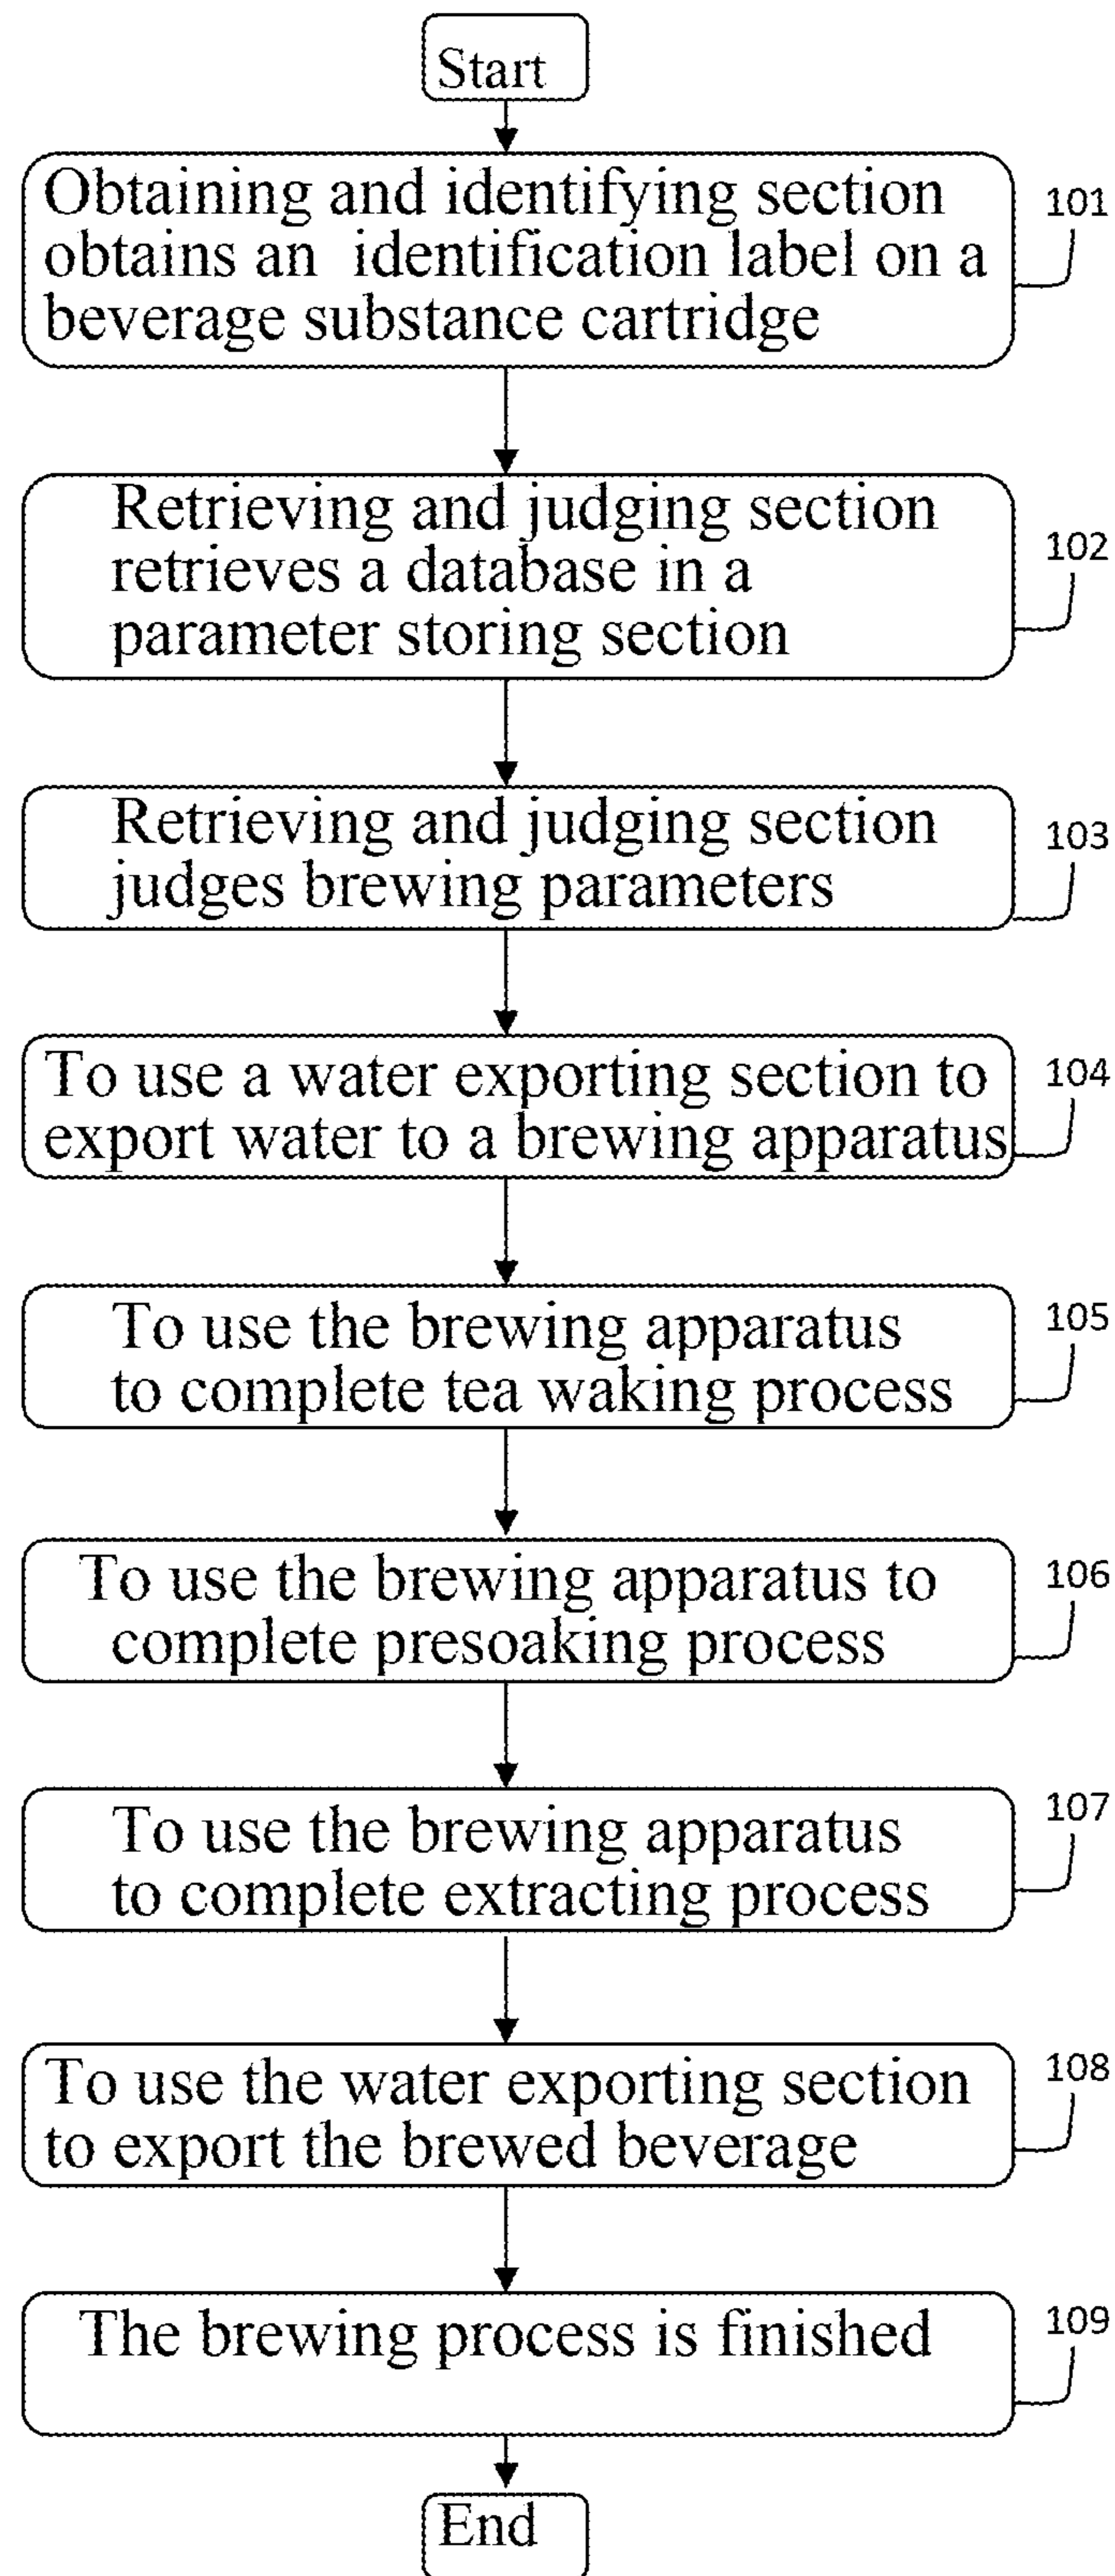 Start
Obtaining and identifying section
obtains an identification label on a
beverage substance cartridge
101
Retrieving and judging section
retrieves a database in a
parameter storing section
102
Retrieving and judging section
judges brewing parameters
103
To use a water exporting section to
export water to a brewing apparatus
104
To use the brewing apparatus
to complete tea waking process
105
To use the brewing apparatus to
complete presoaking process
106
To use the brewing apparatus
to complete extracting process
107
To use the water exporting section
to export the brewed beverage
108
The brewing process is finished
109
End